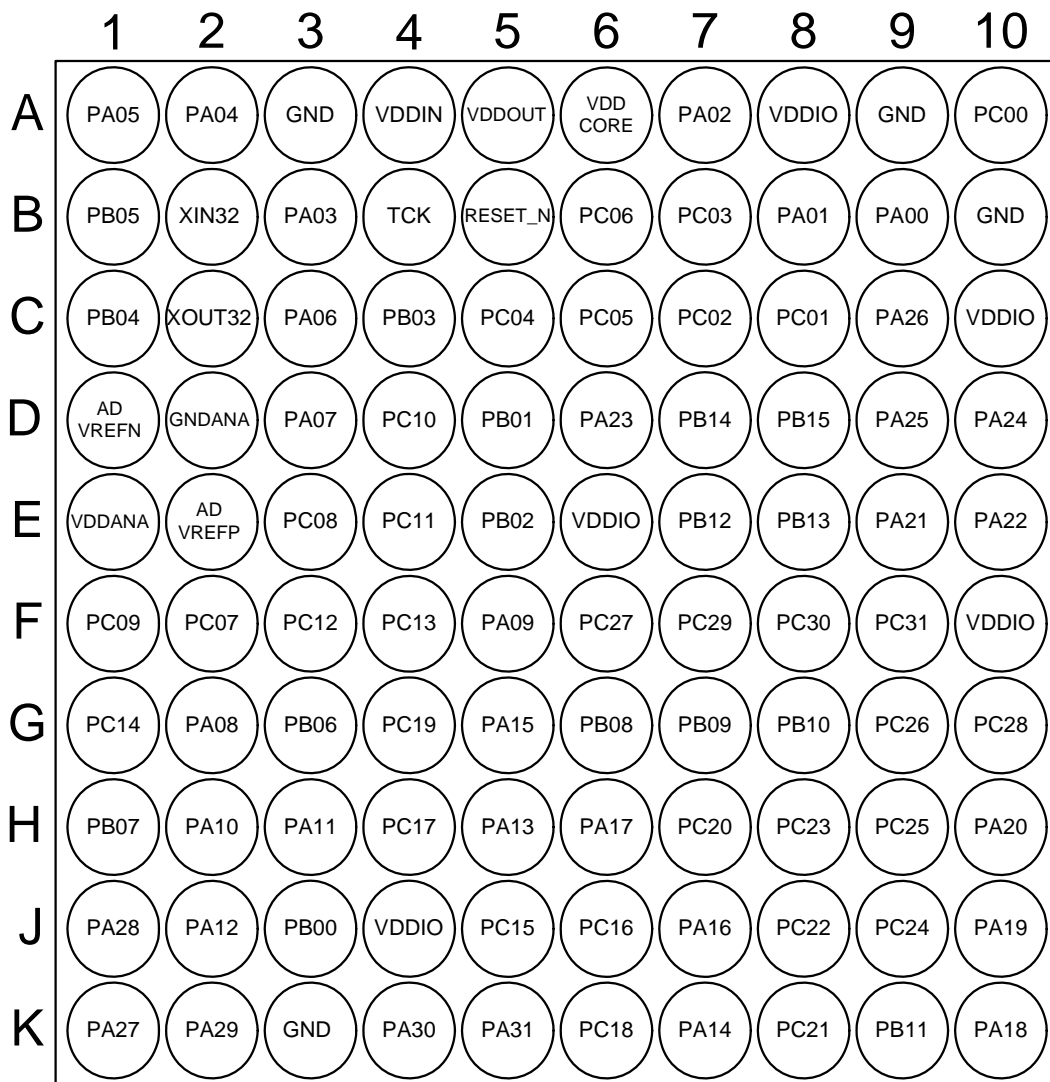 1 2 3 4 5 6 7 8 9 10
A PA05 PA04 GND VDDIN VDDOUT VDD CORE PA02 VDDIO GND PC00
B PB05 XIN32 PA03 TCK RESET_N PC06 PC03 PA01 PA00 GND
C PB04 XOUT32 PA06 PB03 PC04 PC05 PC02 PC01 PA26 VDDIO
D AD VREFN GNDANA PA07 PC10 PB01 PA23 PB14 PB15 PA25 PA24
E VDDANA AD VREFP PC08 PC11 PB02 VDDIO PB12 PB13 PA21 PA22
F PC09 PC07 PC12 PC13 PA09 PC27 PC29 PC30 PC31 VDDIO
G PC14 PA08 PB06 PC19 PA15 PB08 PB09 PB10 PC26 PC28
H PB07 PA10 PA11 PC17 PA13 PA17 PC20 PC23 PC25 PA20
J PA28 PA12 PB00 VDDIO PC15 PC16 PA16 PC22 PC24 PA19
K PA27 PA29 GND PA30 PA31 PC18 PA14 PC21 PB11 PA18